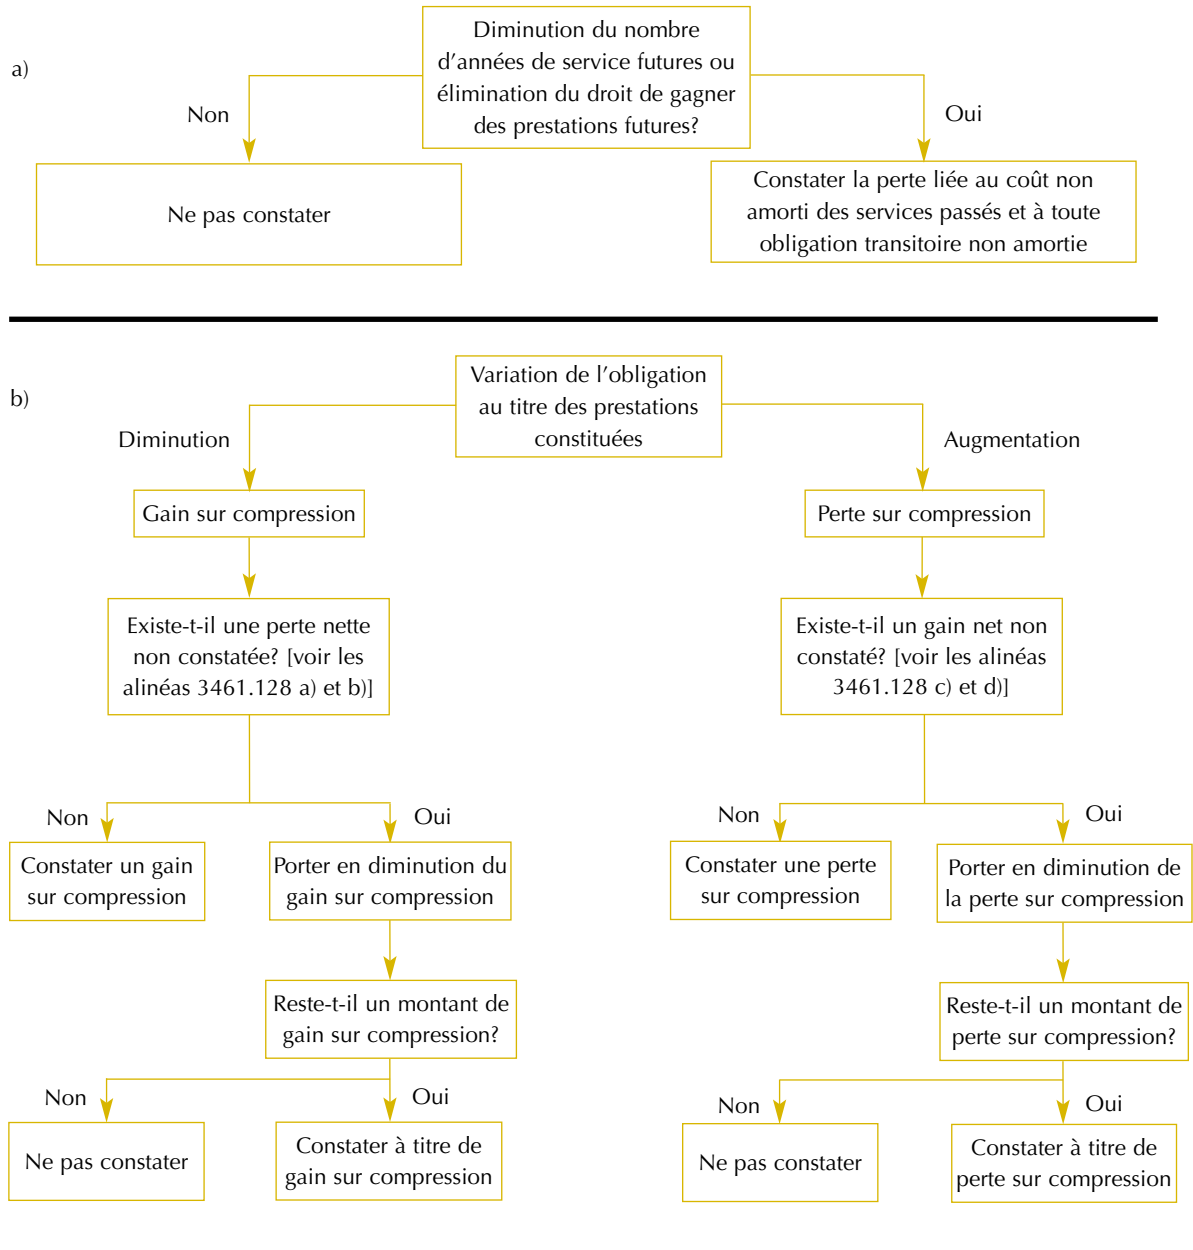 a)
Diminution du nombre
d'années de service futures ou
élimination du droit de gagner
des prestations futures?
Non
Oui
Ne pas constater
Constater la perte liée au coût non
amorti des services passés et à toute
obligation transitoire non amortie
b)
Variation de l'obligation
au titre des prestations
constituées
Diminution
Augmentation
Gain sur compression
Perte sur compression
Existe-t-il une perte nette
non constatée? [voir les
alinéas 3461.128 a) et b)]
Existe-t-il un gain net non
constaté? [voir les alinéas
3461.128 c) et d)]
Non
Oui
Non
Oui
Constater un gain
sur compression
Porter en diminution du
gain sur compression
Constater une perte
sur compression
Porter en diminution de
la perte sur compression
Reste-t-il un montant de
gain sur compression?
Reste-t-il un montant de
perte sur compression?
Non
Oui
Non
Oui
Ne pas constater
Constater à titre de
gain sur compression
Ne pas constater
Constater à titre de
perte sur compression